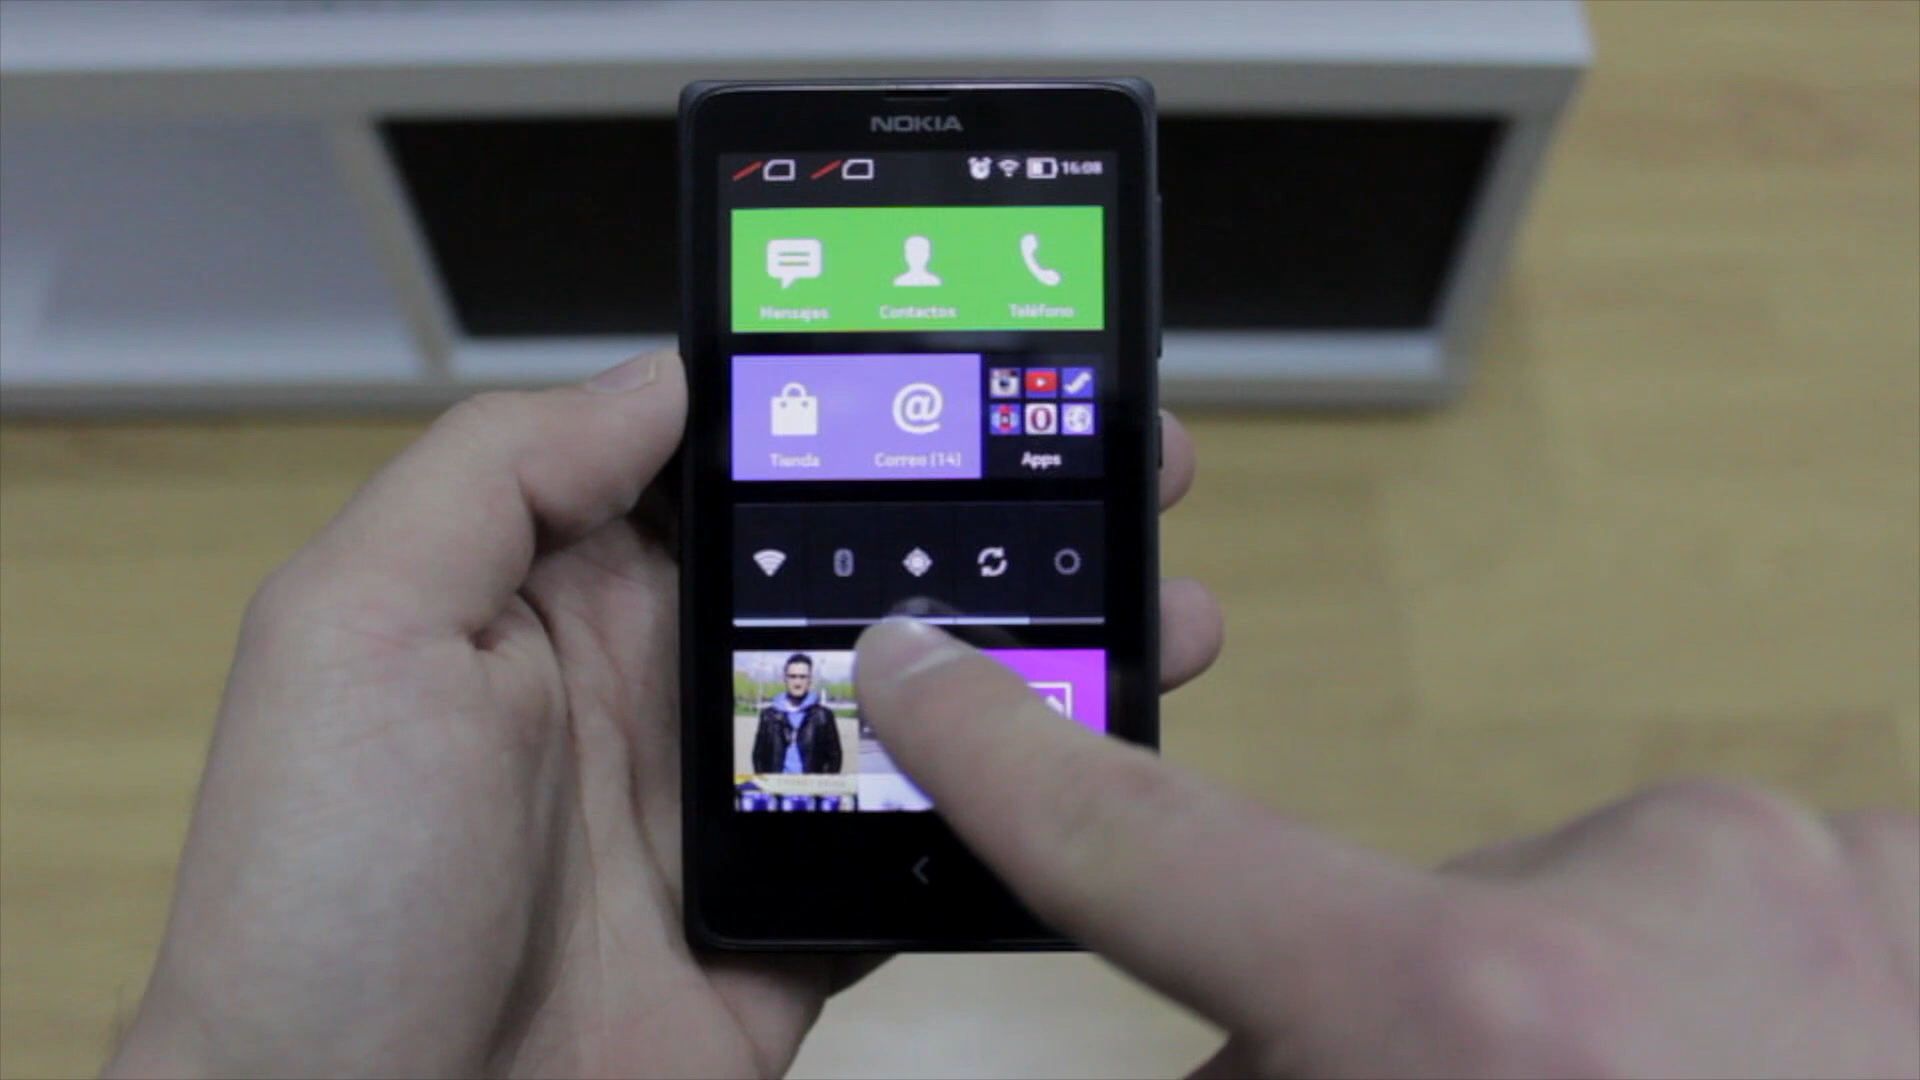 NOKIA
16:08
Mensajes Contactos Teléfono
Tienda Correo (14) Apps